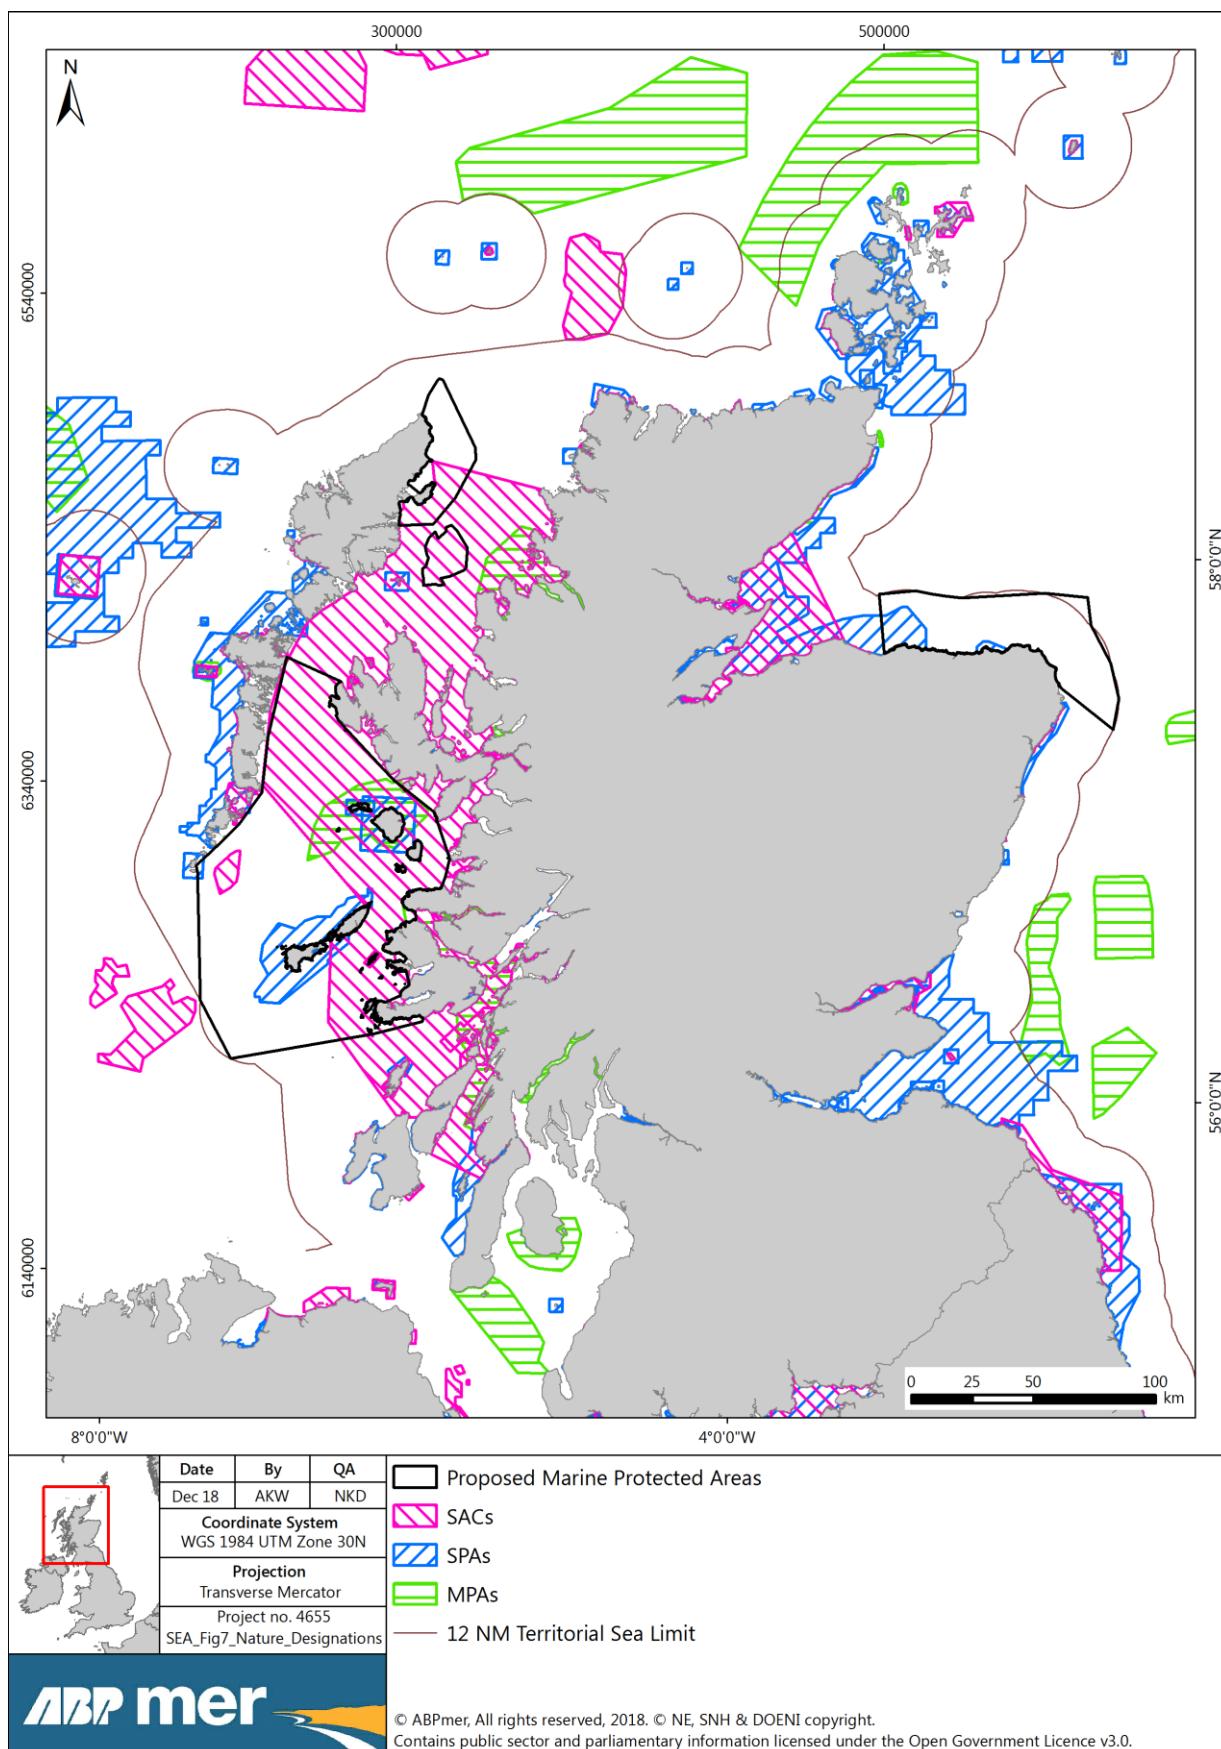 300000
500000
N
6540000
6340000
6140000
58°0'0"N
56°0'0"N
0 25 50 100
km
8°0'0"W
4°0'0"W
Date By QA
Dec 18 AKW NKD
Coordinate System
WGS 1984 UTM Zone 30N
Projection
Transverse Mercator
Project no. 4655
SEA_Fig7_Nature_Designations
ABPmer
Proposed Marine Protected Areas
SACs
SPAs
MPAs
12 NM Territorial Sea Limit
© ABPmer, All rights reserved, 2018. © NE, SNH & DOENI copyright.
Contains public sector and parliamentary information licensed under the Open Government Licence v3.0.